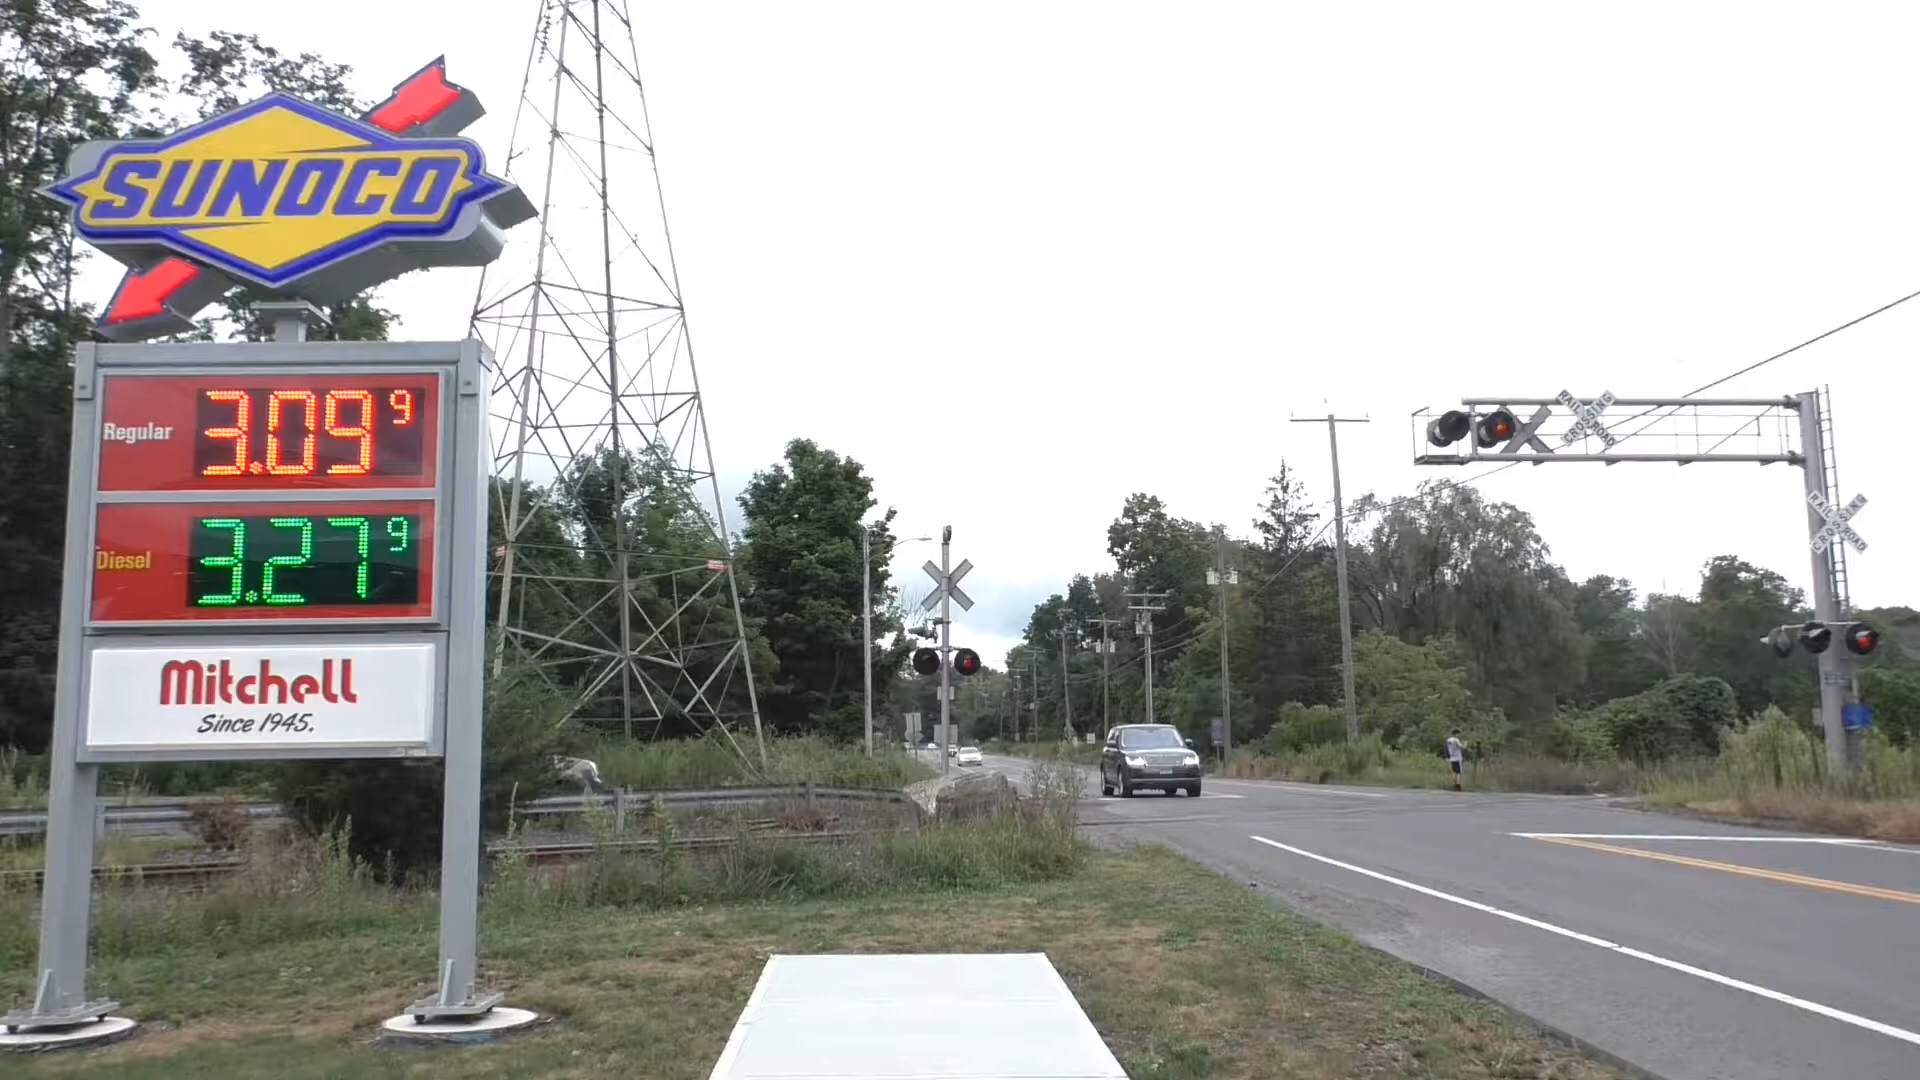 SUNOCO
Regular 3.09 9
Diesel 3.27 9
Mitchell
Since 1945.
RAILROAD
CROSSING
RAILROAD
CROSSING